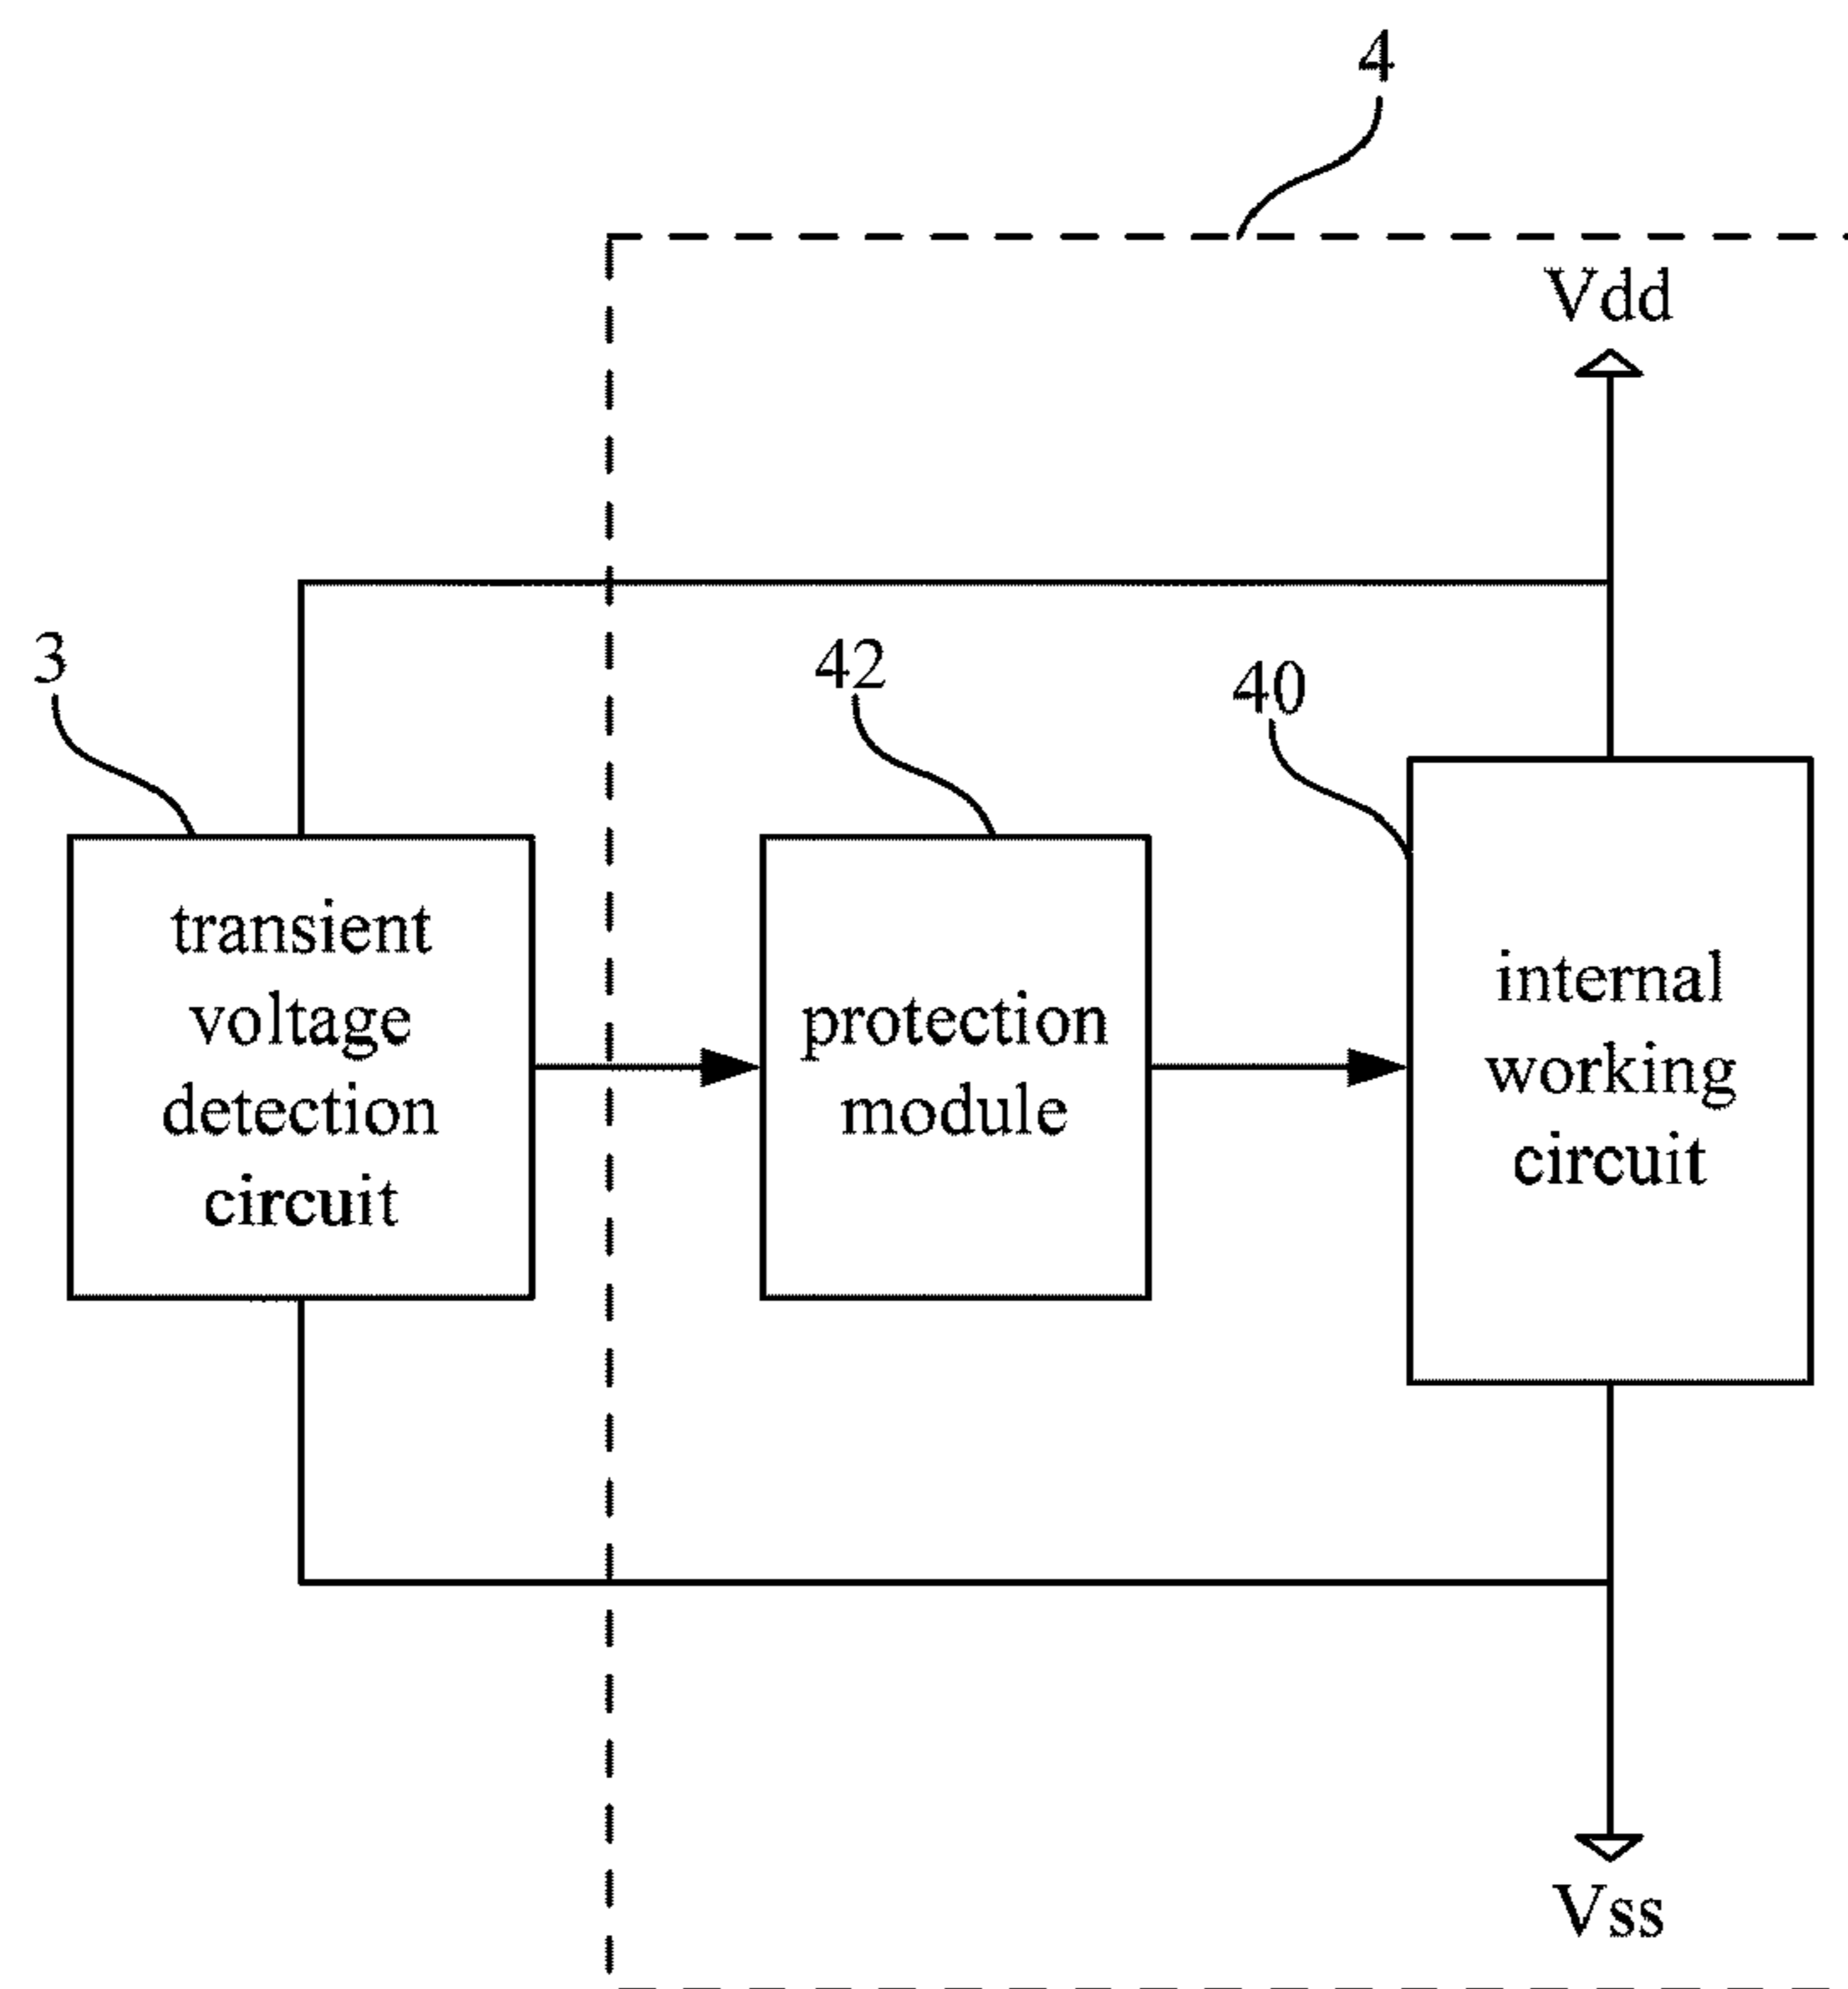 4
Vdd
3
42
40
transient
voltage
detection
circuit
protection
module
internal
working
circuit
Vss